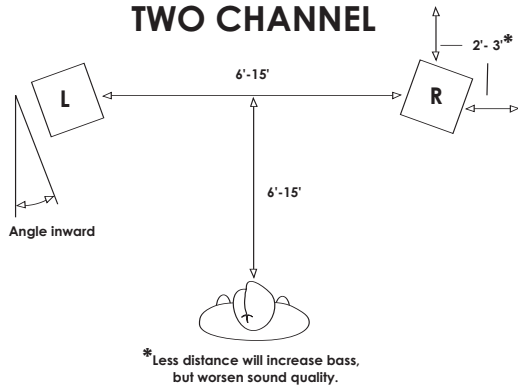 TWO CHANNEL
2'- 3'*
6'-15'
L
R
6'-15'
Angle inward
*Less distance will increase bass,
but worsen sound quality.